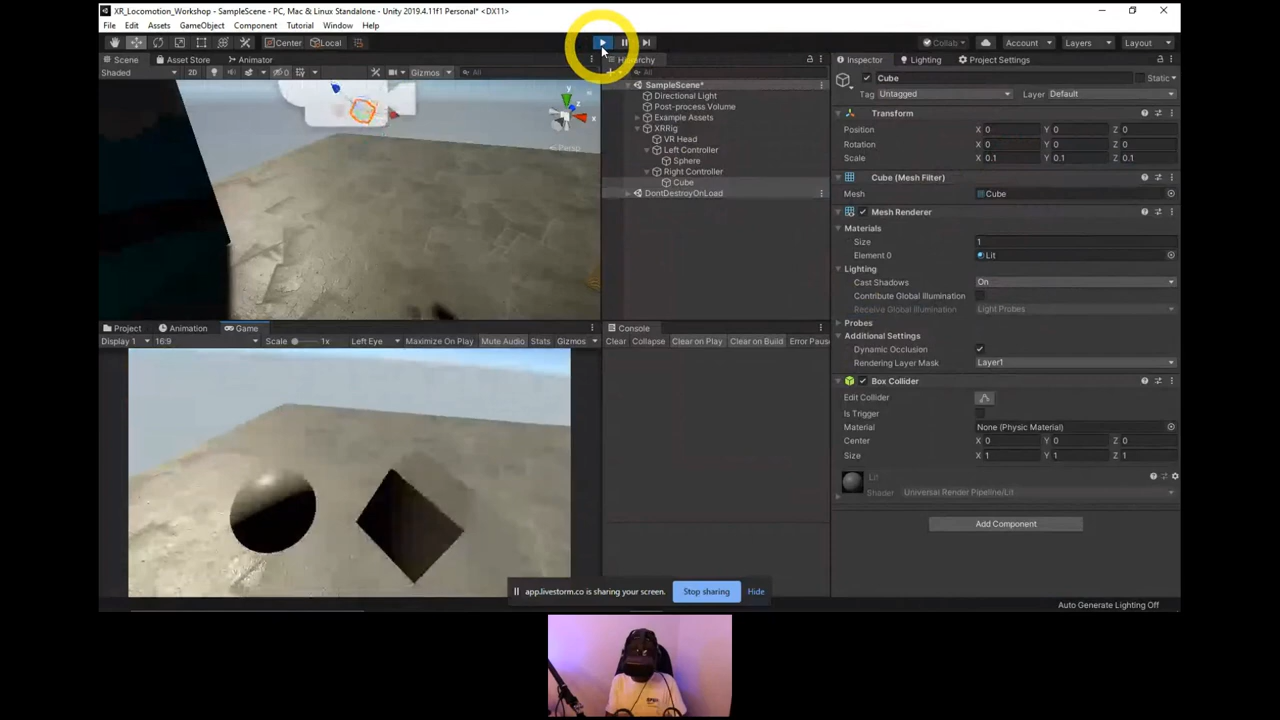 XR_Locomotion_Workshop - SampleScene - PC, Mac & Linux Standalone - Unity 2019.4.11f1 Personal* <DX11>
File Edit Assets GameObject Component Tutorial Window Help
Center Local Collab Account Layers Layout
Scene Asset Store Animator
Shaded 2D 0 Gizmos All
y x z
Persp
Hierarchy
All
SampleScene*
Directional Light
Post-process Volume
Example Assets
XRRig
VR Head
Left Controller
Sphere
Right Controller
Cube
DontDestroyOnLoad
Project Animation Game
Display 1 16:9 Scale 1x Left Eye Maximize On Play Mute Audio Stats Gizmos
Console
Clear Collapse Clear on Play Clear on Build Error Paus
Inspector Lighting Project Settings
Cube Static
Tag Untagged Layer Default
Transform
Position X 0 Y 0 Z 0
Rotation X 0 Y 0 Z 0
Scale X 0.1 Y 0.1 Z 0.1
Cube (Mesh Filter)
Mesh Cube
Mesh Renderer
Materials
Size 1
Element 0 Lit
Lighting
Cast Shadows On
Contribute Global Illumination
Receive Global Illumination Light Probes
Probes
Additional Settings
Dynamic Occlusion
Rendering Layer Mask Layer1
Box Collider
Edit Collider
Is Trigger
Material None (Physic Material)
Center X 0 Y 0 Z 0
Size X 1 Y 1 Z 1
Lit
Shader Universal Render Pipeline/Lit
Add Component
app.livestorm.co is sharing your screen. Stop sharing Hide
Auto Generate Lighting Off